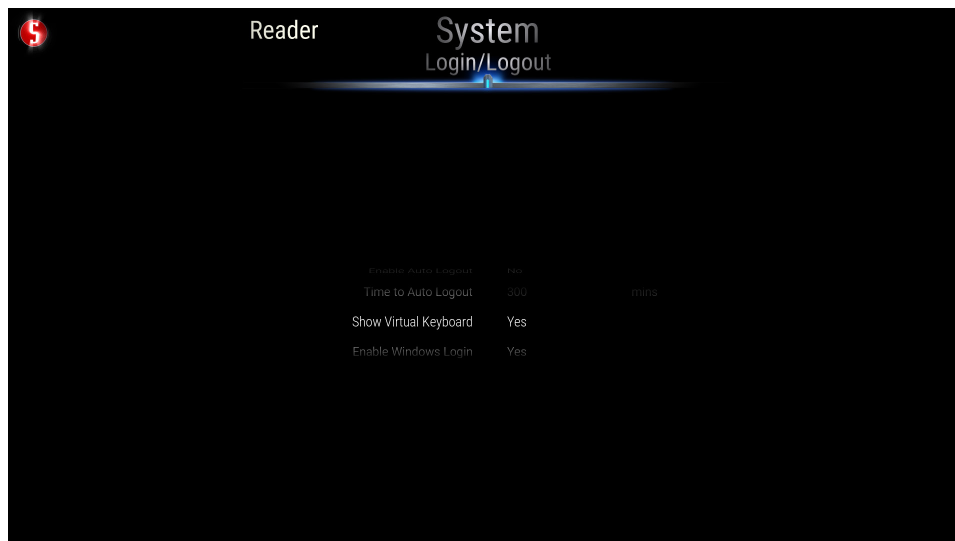 S
Reader
System
Login/Logout
Enable Auto Logout No
Time to Auto Logout 300 mins
Show Virtual Keyboard Yes
Enable Windows Login Yes